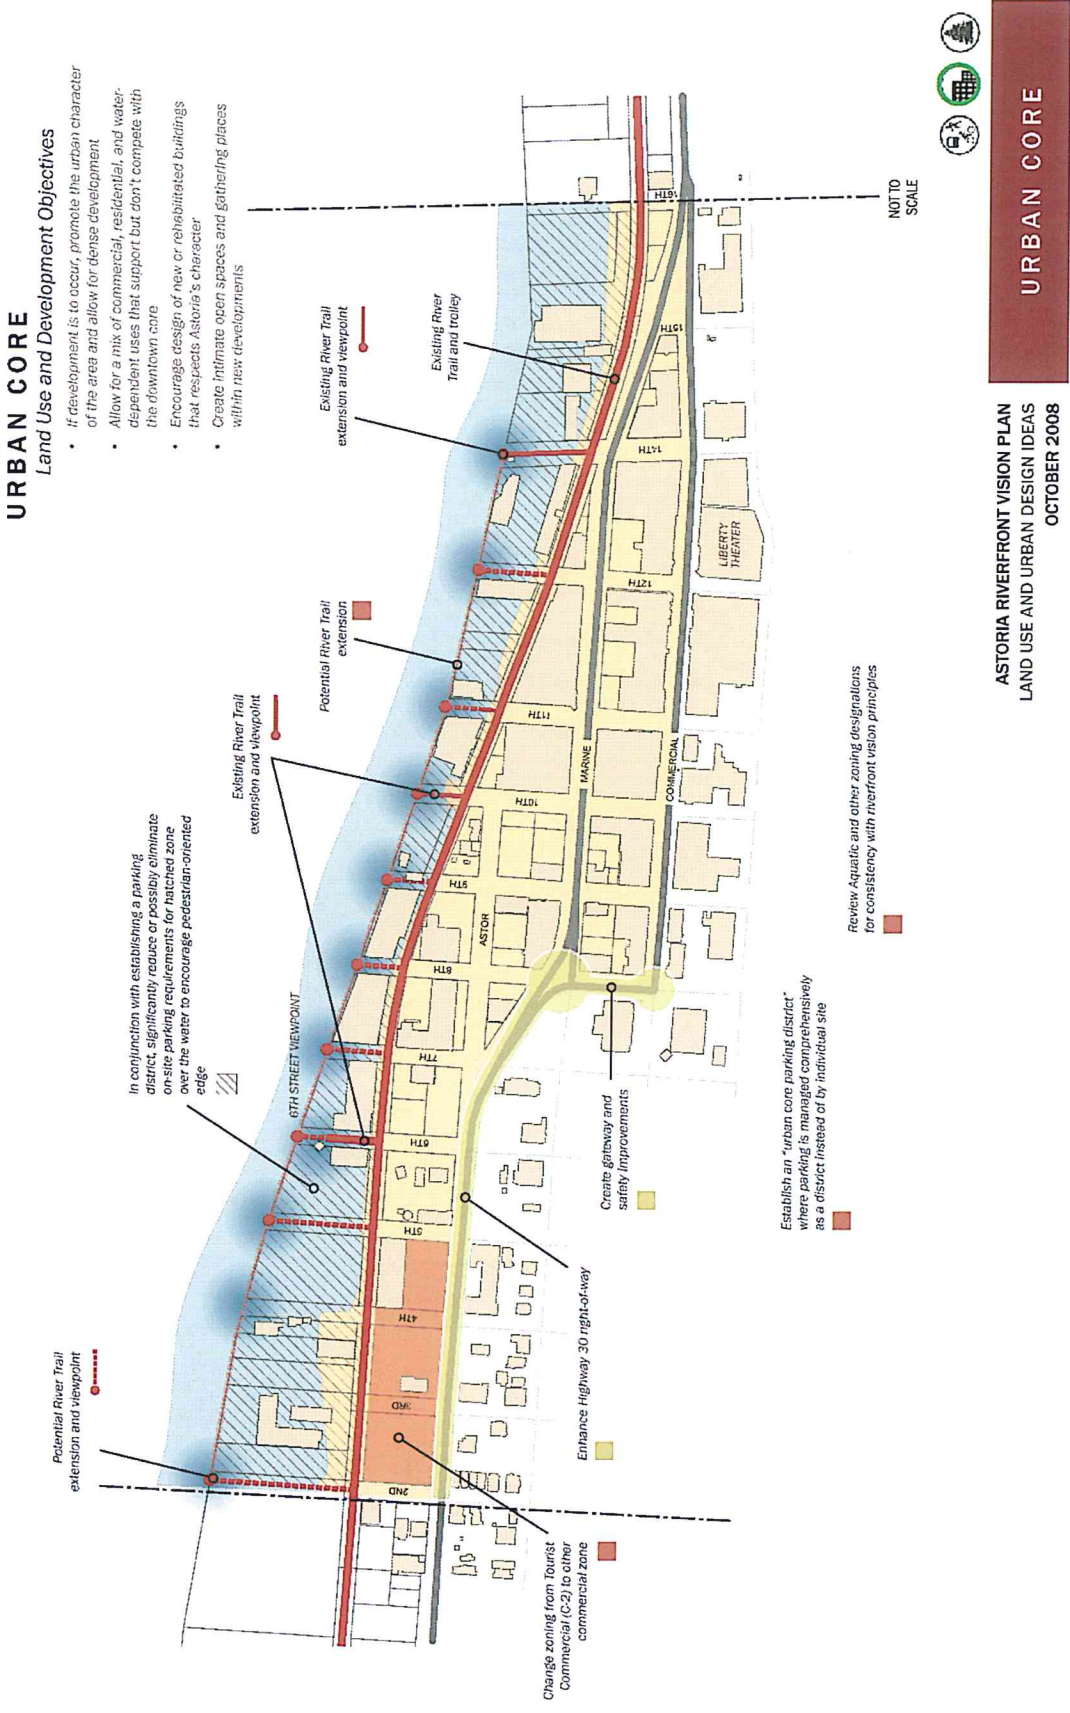 URBAN CORE
Land Use and Development Objectives
• If development is to occur, promote the urban character
of the area and allow for dense development
• Allow for a mix of commercial, residential, and water-
dependent uses that support but don't compete with
the downtown core
• Encourage design of new or rehabilitated buildings
that respects Astoria's character
• Create intimate open spaces and gathering places
within new developments
Potential River Trail
extension and viewpoint
In conjunction with establishing a parking
district, significantly reduce or possibly eliminate
on-site parking requirements for hatched zone
over the water to encourage pedestrian-oriented
edge
Existing River Trail
extension and viewpoint
Potential River Trail
extension
Existing River Trail
extension and viewpoint
Existing River
Trail and trolley
6TH STREET VIEWPOINT
2ND
3RD
4TH
5TH
6TH
7TH
8TH
9TH
10TH
11TH
12TH
14TH
15TH
16TH
ASTOR
MARINE
COMMERCIAL
LIBERTY
THEATER
NOT TO
SCALE
Change zoning from Tourist
Commercial (C-2) to other
commercial zone
Enhance Highway 30 right-of-way
Create gateway and
safety improvements
Establish an "urban core parking district"
where parking is managed comprehensively
as a district instead of by individual site
Review Aquatic and other zoning designations
for consistency with riverfront vision principles
ASTORIA RIVERFRONT VISION PLAN
LAND USE AND URBAN DESIGN IDEAS
OCTOBER 2008
URBAN CORE